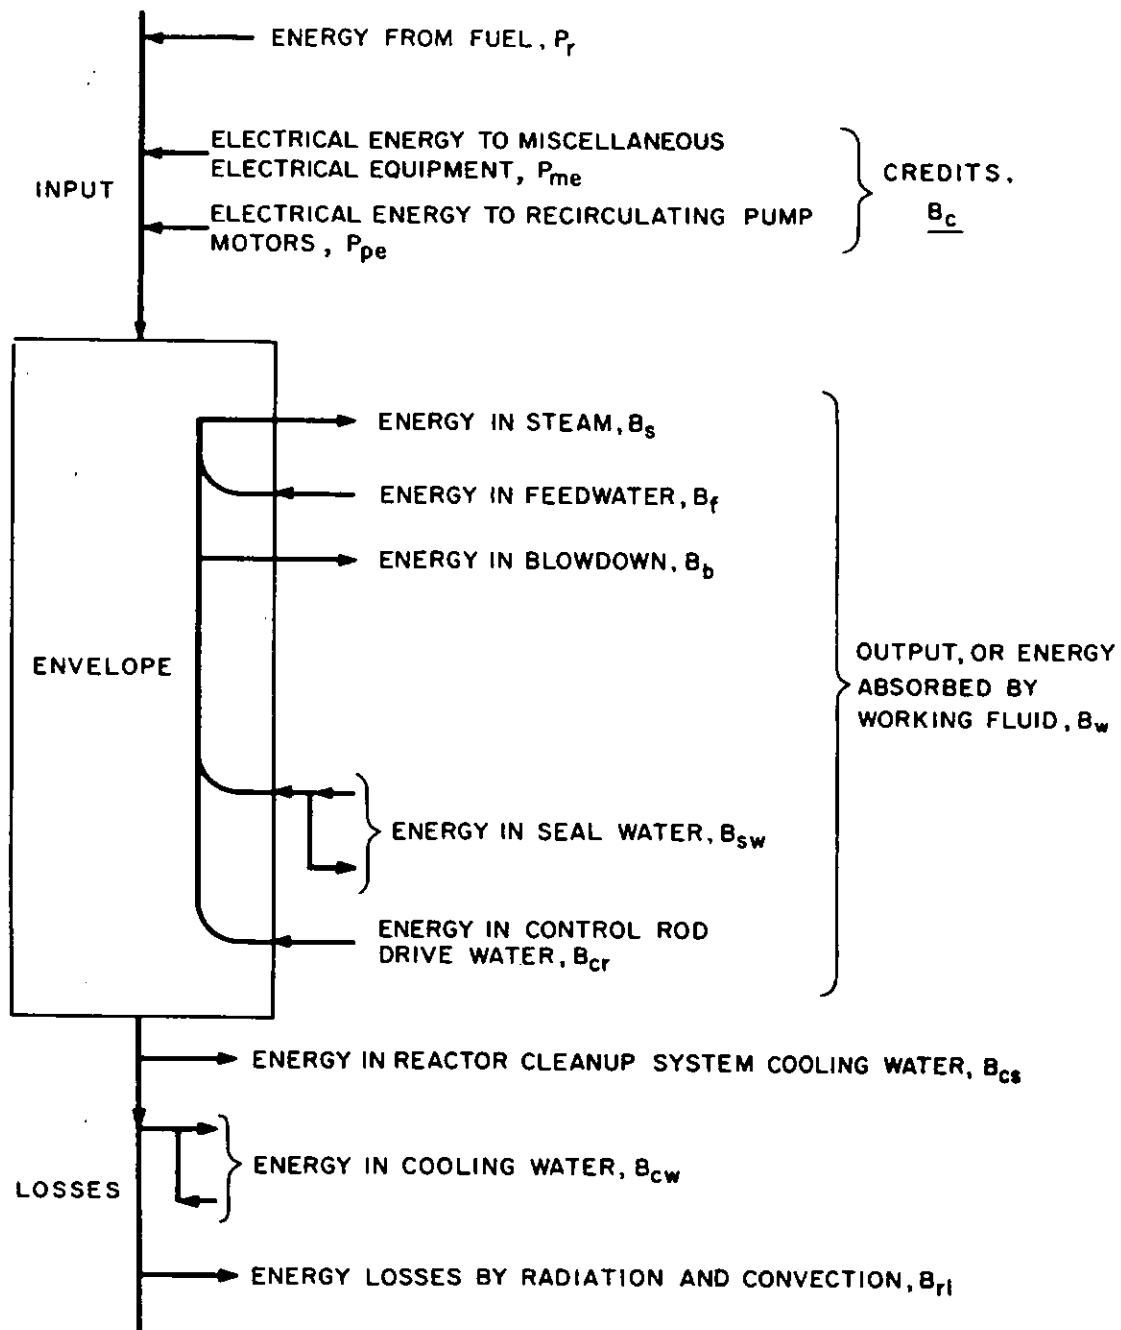 ENERGY FROM FUEL, Pr
ELECTRICAL ENERGY TO MISCELLANEOUS
ELECTRICAL EQUIPMENT, Pme
CREDITS,
Bc
INPUT
ELECTRICAL ENERGY TO RECIRCULATING PUMP
MOTORS, Ppe
ENERGY IN STEAM, Bs
ENERGY IN FEEDWATER, Bf
ENERGY IN BLOWDOWN, Bb
ENVELOPE
OUTPUT, OR ENERGY
ABSORBED BY
WORKING FLUID, Bw
ENERGY IN SEAL WATER, Bsw
ENERGY IN CONTROL ROD
DRIVE WATER, Bcr
ENERGY IN REACTOR CLEANUP SYSTEM COOLING WATER, Bcs
ENERGY IN COOLING WATER, Bcw
LOSSES
ENERGY LOSSES BY RADIATION AND CONVECTION, Brl